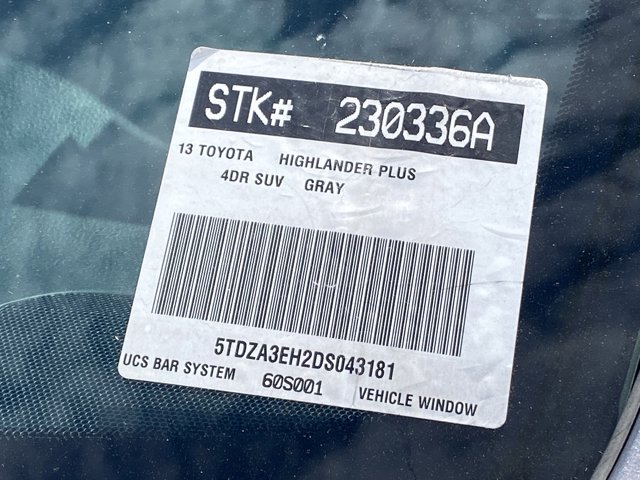 STK# 230336A
13 TOYOTA HIGHLANDER PLUS
4DR SUV GRAY
5TDZA3EH2DS043181
UCS BAR SYSTEM 60S001 VEHICLE WINDOW